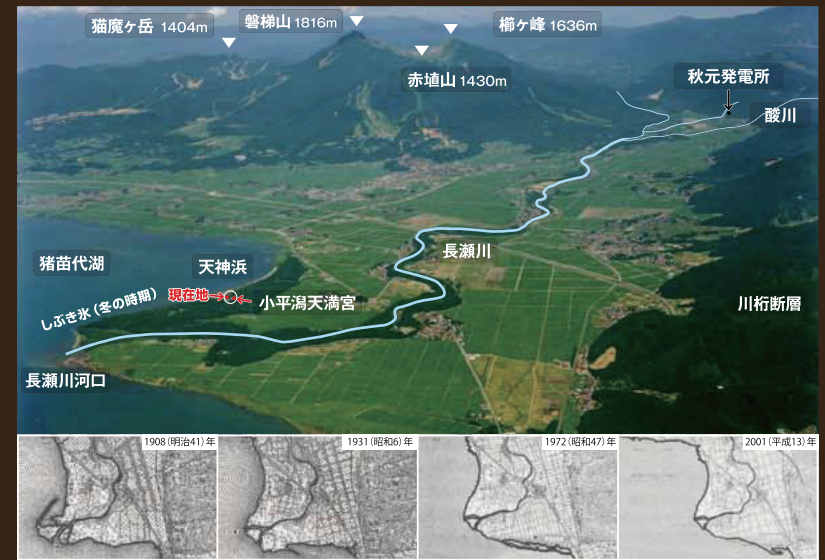 猫魔ヶ岳 1404m
磐梯山 1816m
櫛ヶ峰 1636m
赤埴山 1430m
秋元発電所
酸川
長瀬川
猪苗代湖
天神浜
しぶき氷(冬の時期)
現在地
小平潟天満宮
川桁断層
長瀬川河口
1908(明治41)年
1931(昭和6)年
1972(昭和47)年
2001(平成13)年